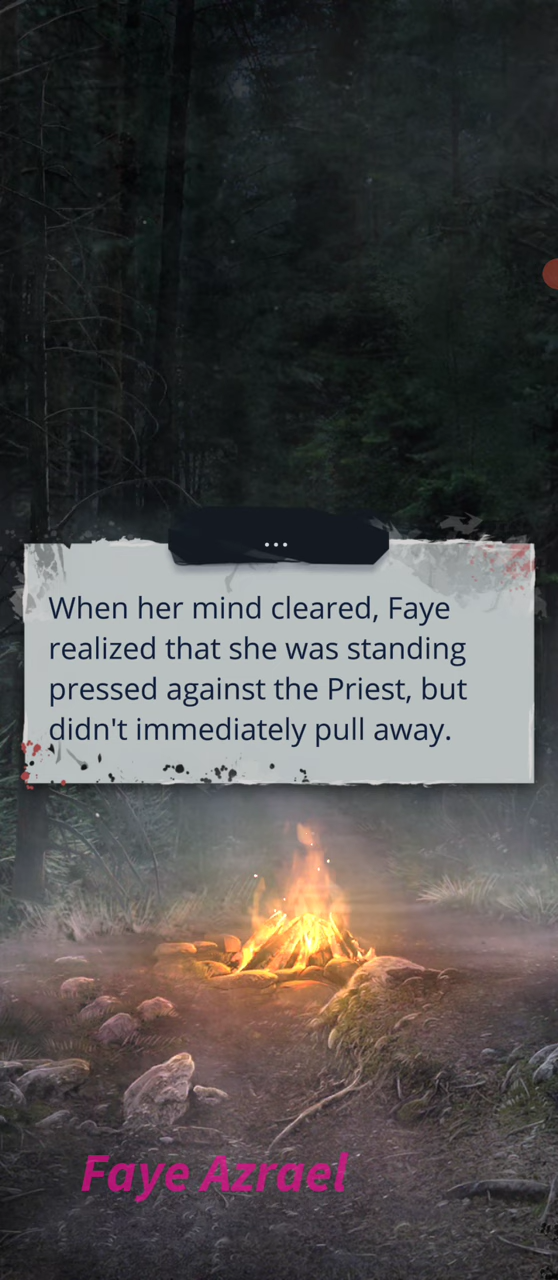 ...
When her mind cleared, Faye
realized that she was standing
pressed against the Priest, but
didn't immediately pull away.
Faye Azrael